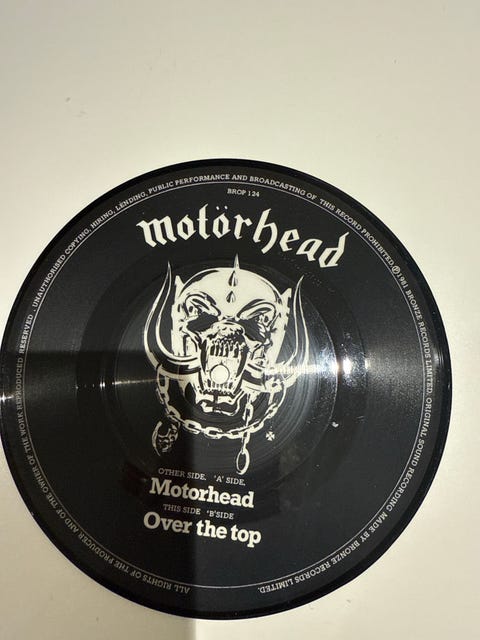 UNAUTHORISED COPYING, HIRING, LENDING, PUBLIC PERFORMANCE AND BROADCASTING OF THIS RECORD PROHIBITED. ℗1981 BRONZE RECORDS LIMITED. ORIGINAL SOUND RECORDING MADE BY BRONZE RECORDS LIMITED.
ALL RIGHTS OF THE PRODUCER AND OF THE OWNER OF THE WORK REPRODUCED RESERVED.
BROP 124
motörhead
OTHER SIDE. 'A' SIDE.
Motorhead
THIS SIDE 'B'SIDE
Over the top